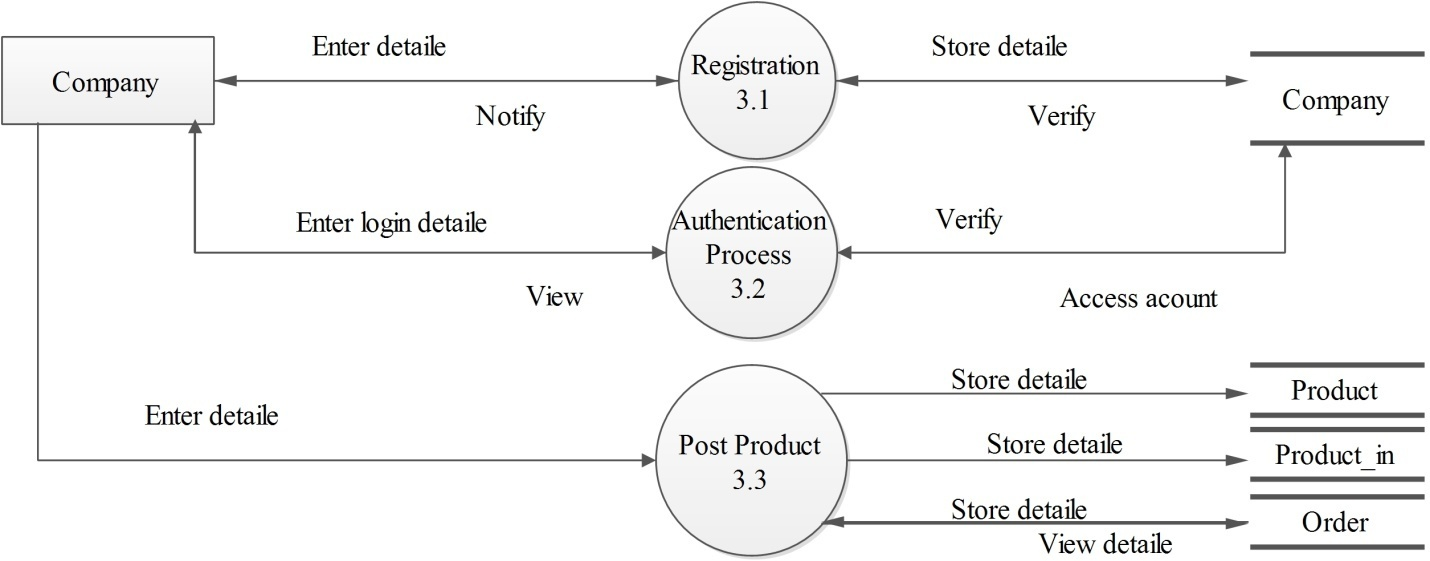 Enter detaile
Store detaile
Company
Registration
3.1
Company
Notify
Verify
Authentication
Process
3.2
Enter login detaile
Verify
View
Access acount
Store detaile
Product
Enter detaile
Post Product
3.3
Store detaile
Product_in
Store detaile
Order
View detaile